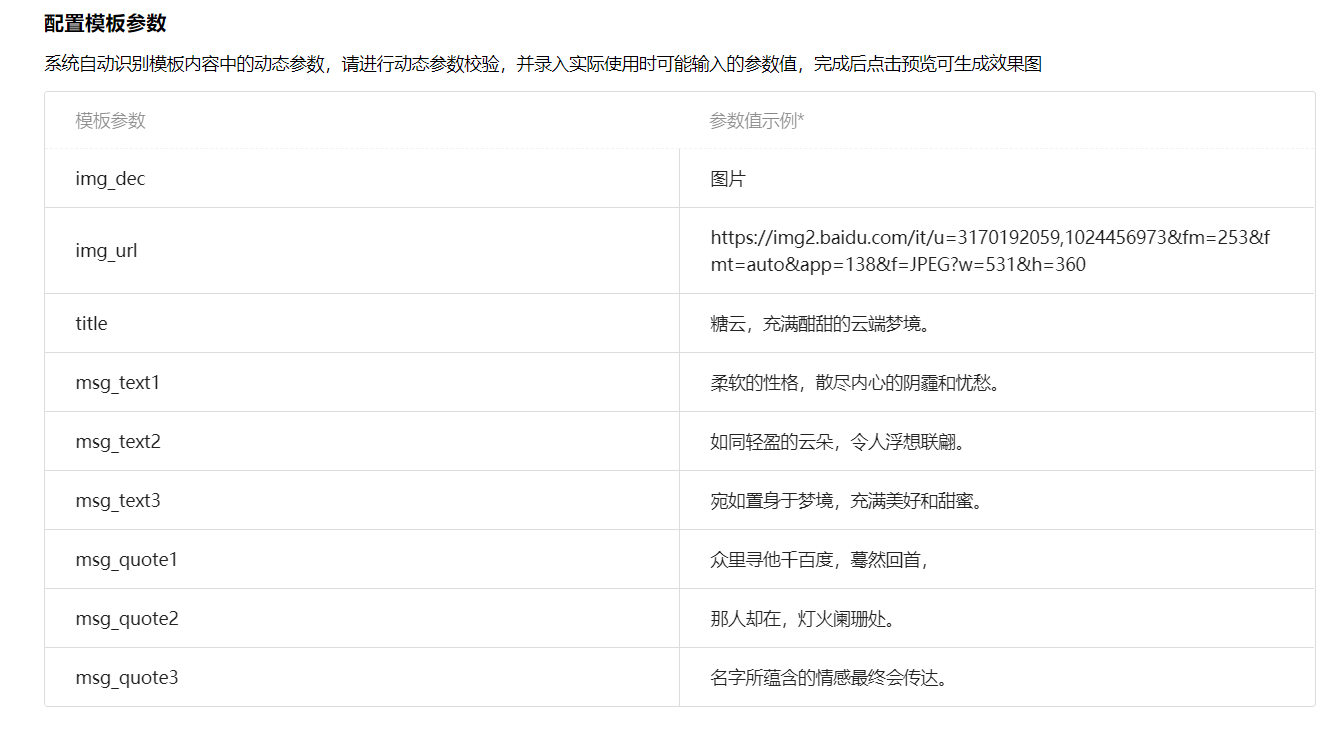 配置模板参数
系统自动识别模板内容中的动态参数，请进行动态参数校验，并录入实际使用时可能输入的参数值，完成后点击预览可生成效果图
模板参数 参数值示例*
img_dec 图片
img_url https://img2.baidu.com/it/u=3170192059,1024456973&fm=253&f
mt=auto&app=138&f=JPEG?w=531&h=360
title 糖云，充满酣甜的云端梦境。
msg_text1 柔软的性格，散尽内心的阴霾和忧愁。
msg_text2 如同轻盈的云朵，令人浮想联翩。
msg_text3 宛如置身于梦境，充满美好和甜蜜。
msg_quote1 众里寻他千百度，蓦然回首，
msg_quote2 那人却在，灯火阑珊处。
msg_quote3 名字所蕴含的情感最终会传达。